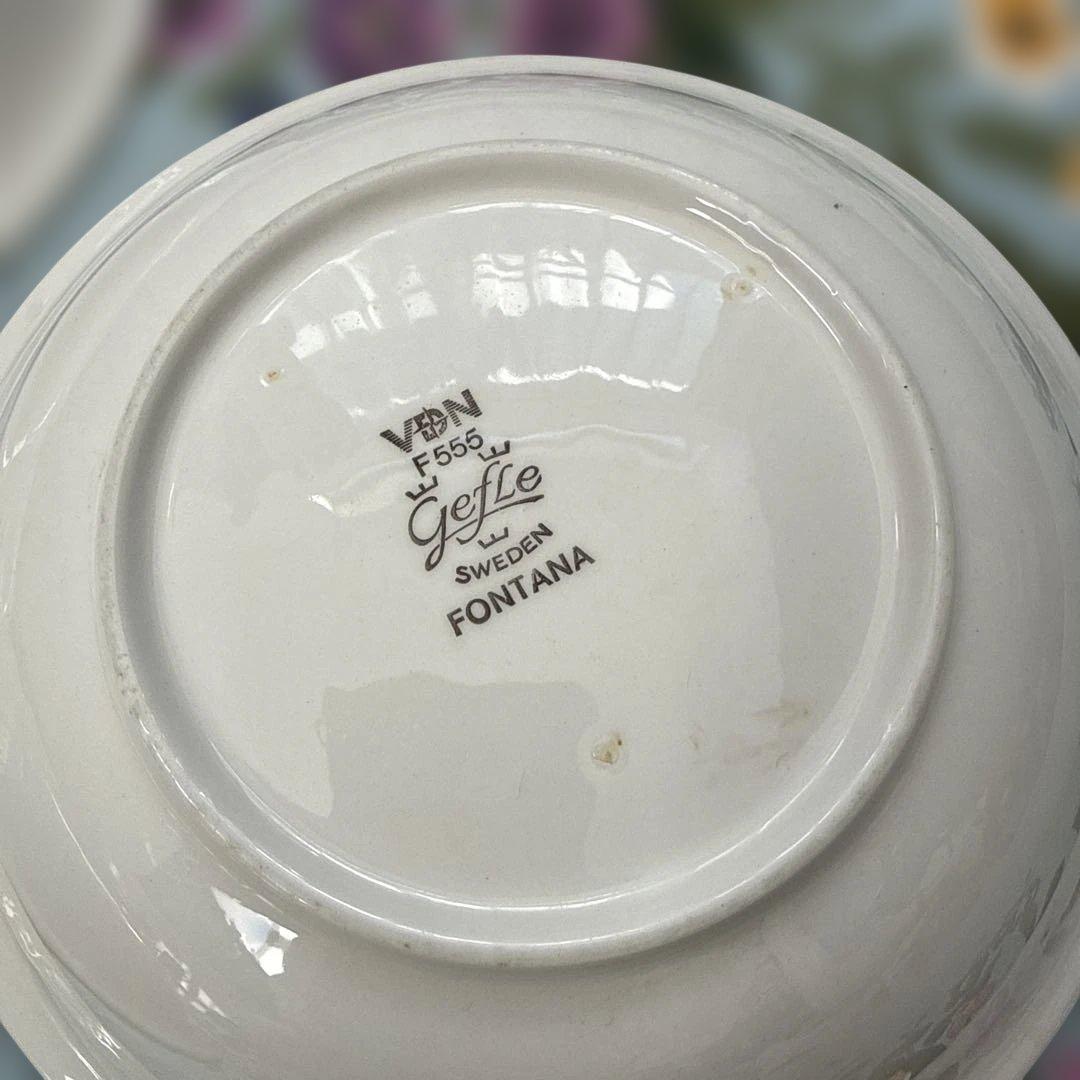 VDN
F555
Gefle
SWEDEN
FONTANA